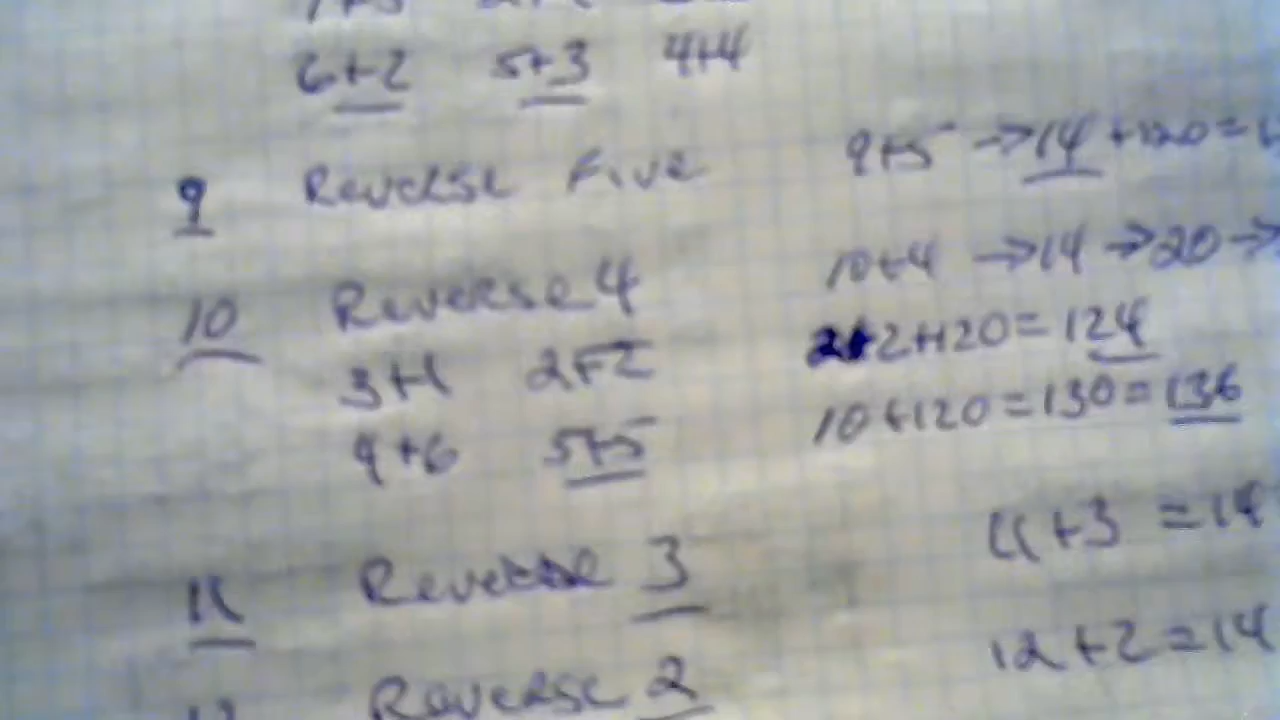 6+2 5+3 4+4
9 Reverse Five 9+5 →14 +120=
10 Reverse 4 10+4 →14 →20 →
3+1 2+2 2+2+120=124
9+6 5+5 10+120=130=136
11 Reverse 3 11+3 =14
Reverse 2 12+2=14